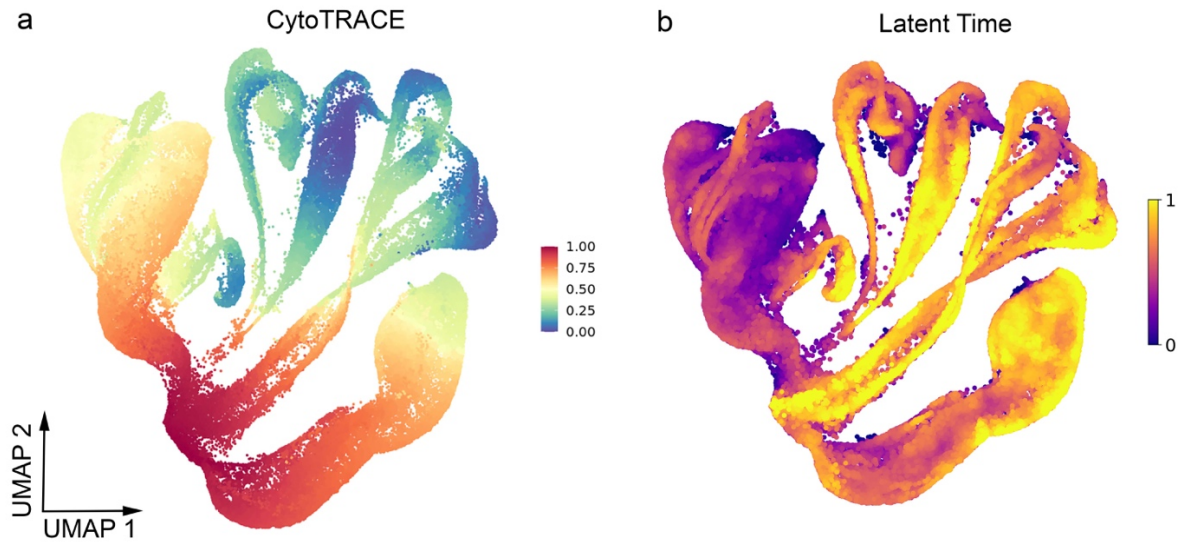 a
CytoTRACE
b
Latent Time
1.00
0.75
0.50
0.25
0.00
1
0
UMAP 2
UMAP 1